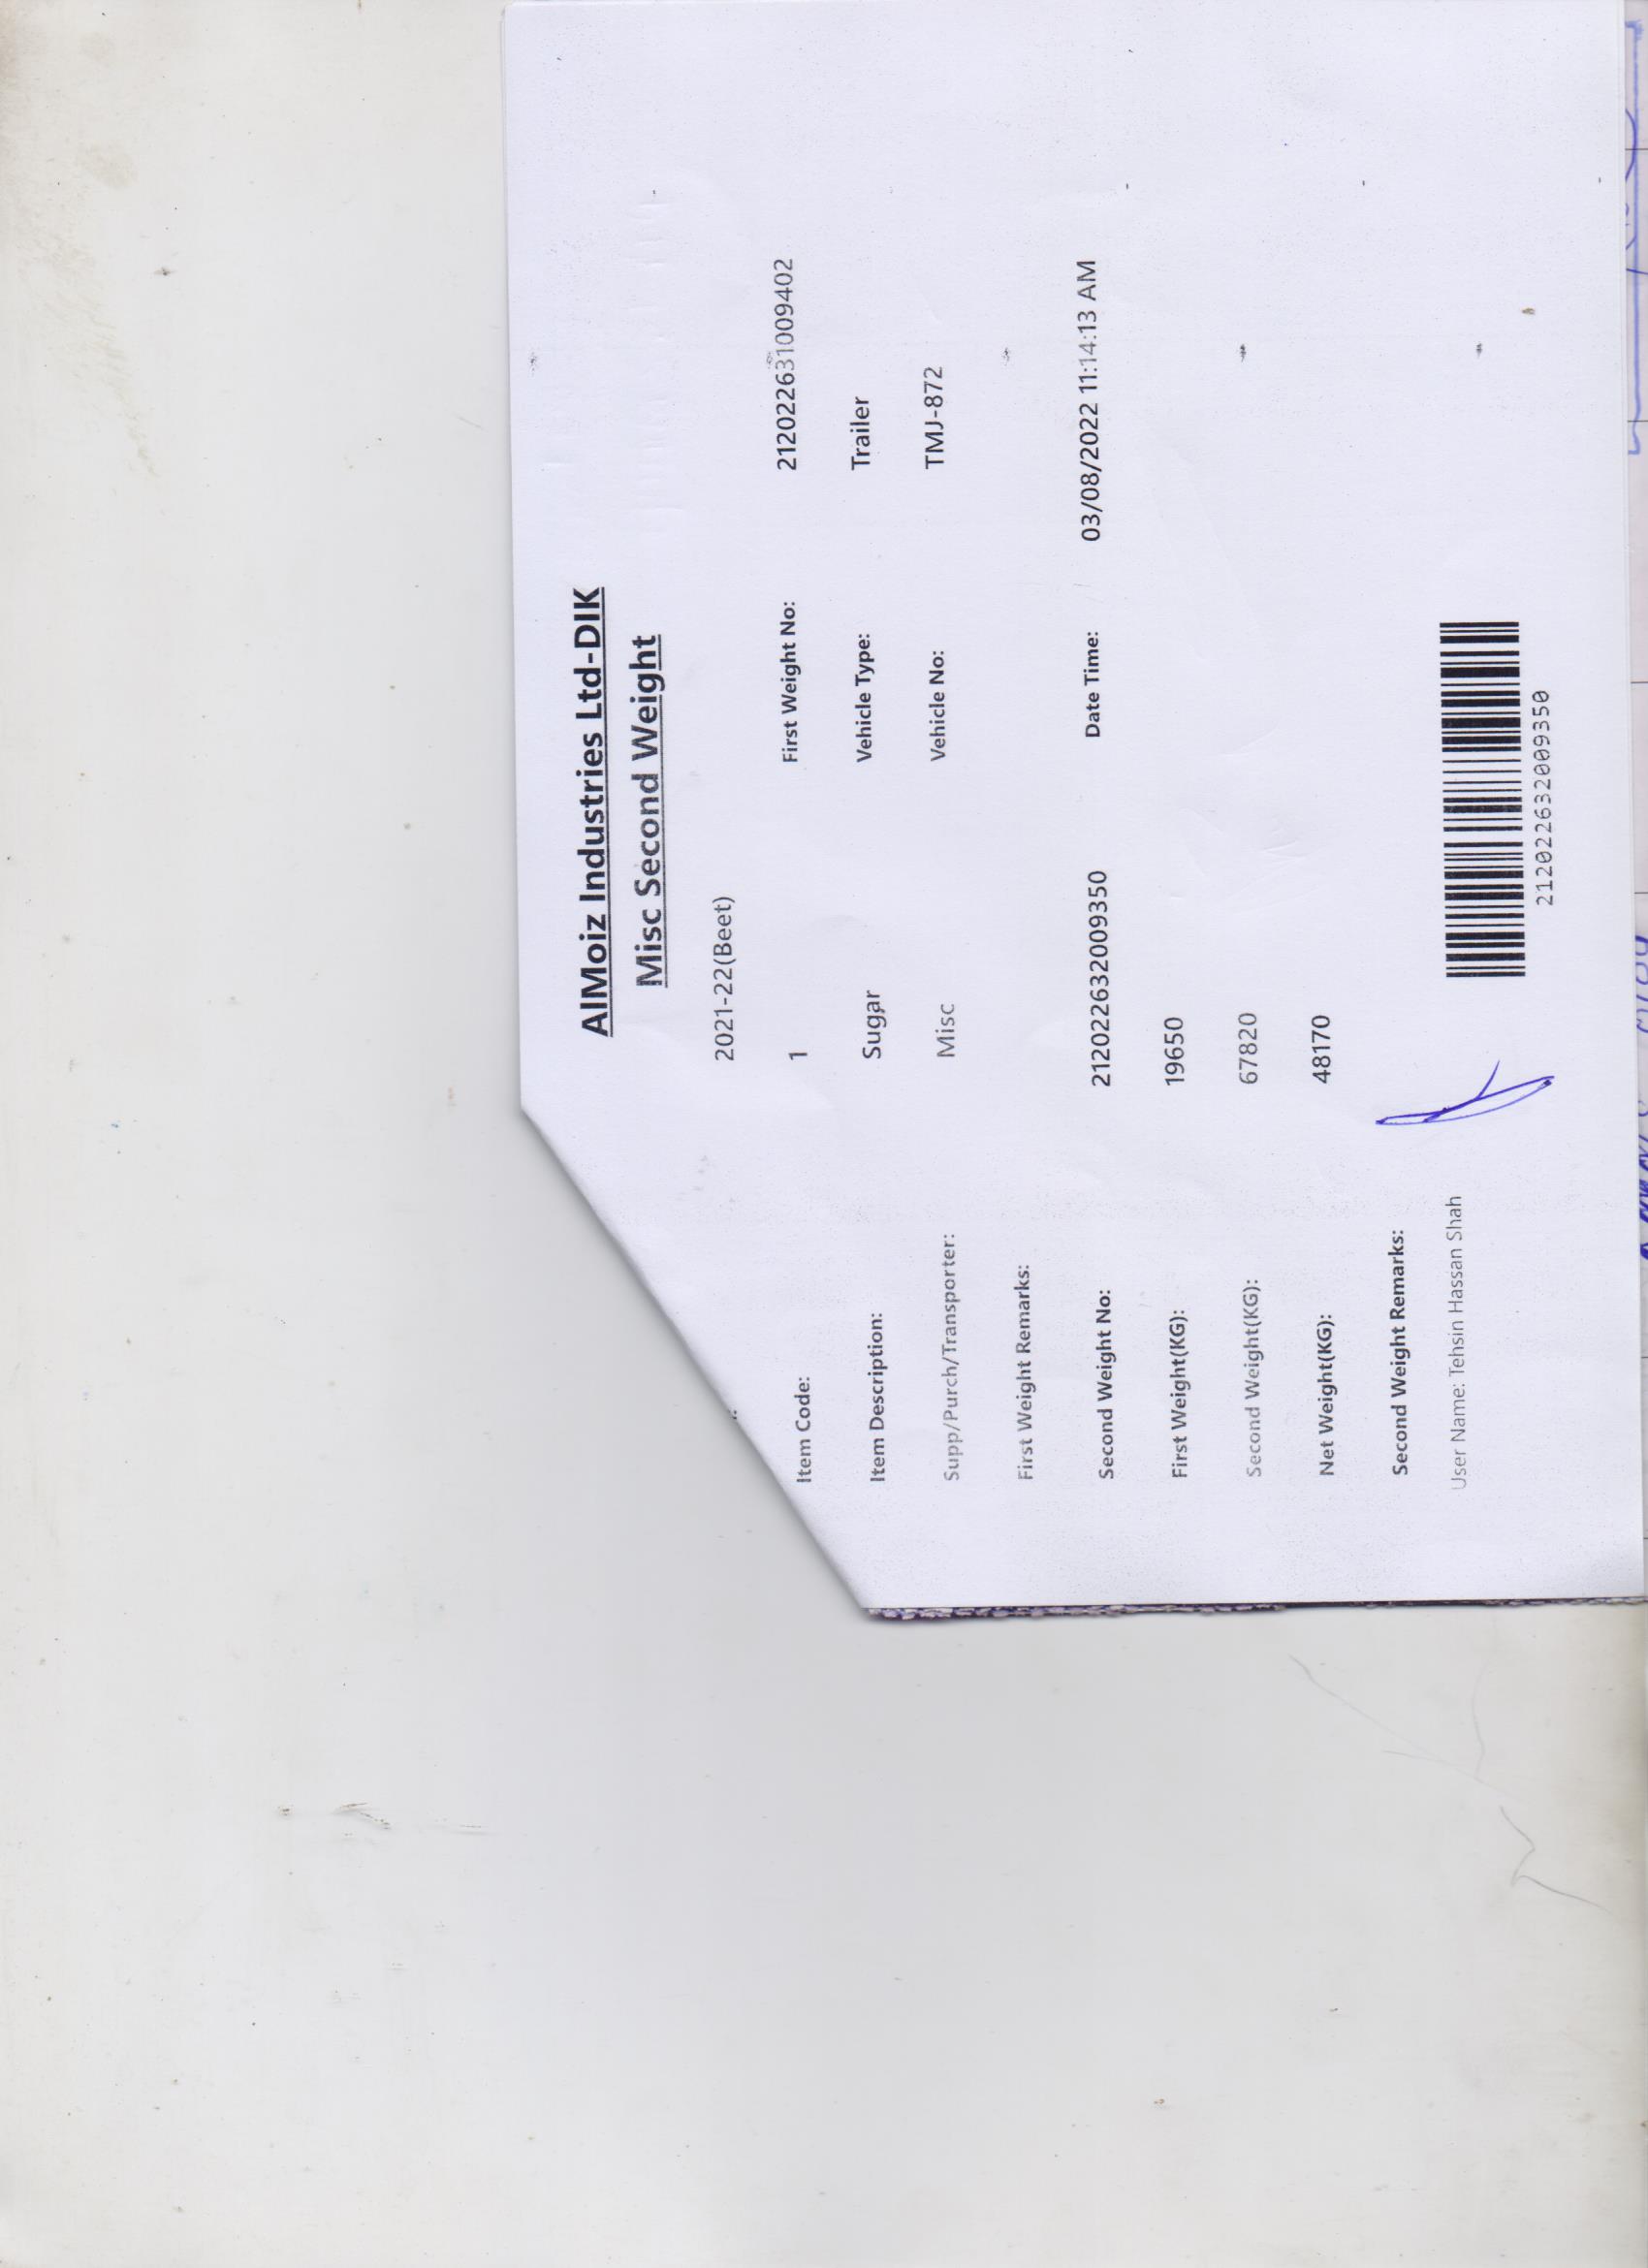 AlMoiz Industries Ltd-DIK
Misc Second Weight
2021-22(Beet)
Item Code: 1 First Weight No: 212022631009402
Item Description: Sugar Vehicle Type: Trailer
Supp/Purch/Transporter: Misc Vehicle No: TMJ-872
First Weight Remarks:
Second Weight No: 212022632009350 Date Time: 03/08/2022 11:14:13 AM
First Weight(KG): 19650
Second Weight(KG): 67820
Net Weight(KG): 48170
Second Weight Remarks:
User Name: Tehsin Hassan Shah
212022632009350